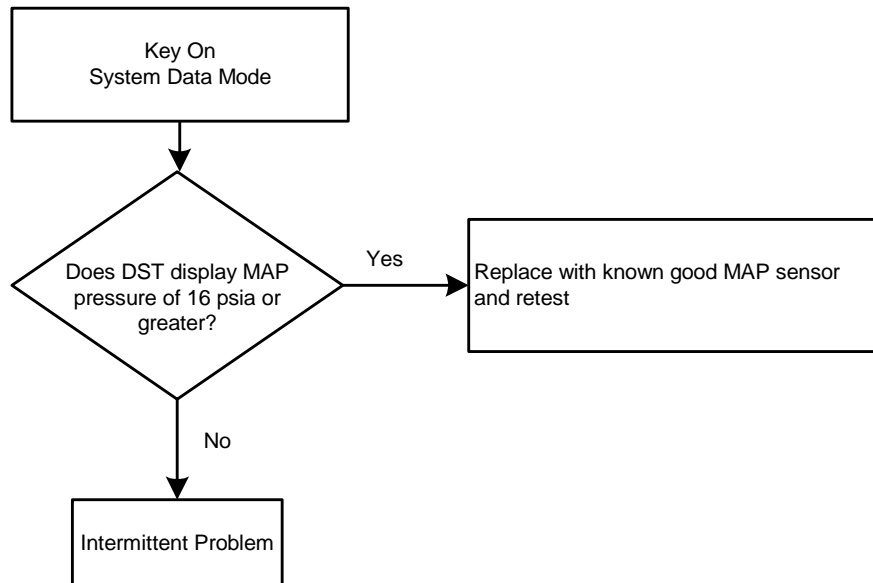 Key On
System Data Mode
Does DST display MAP
pressure of 16 psia or
greater?
Yes
Replace with known good MAP sensor
and retest
No
Intermittent Problem